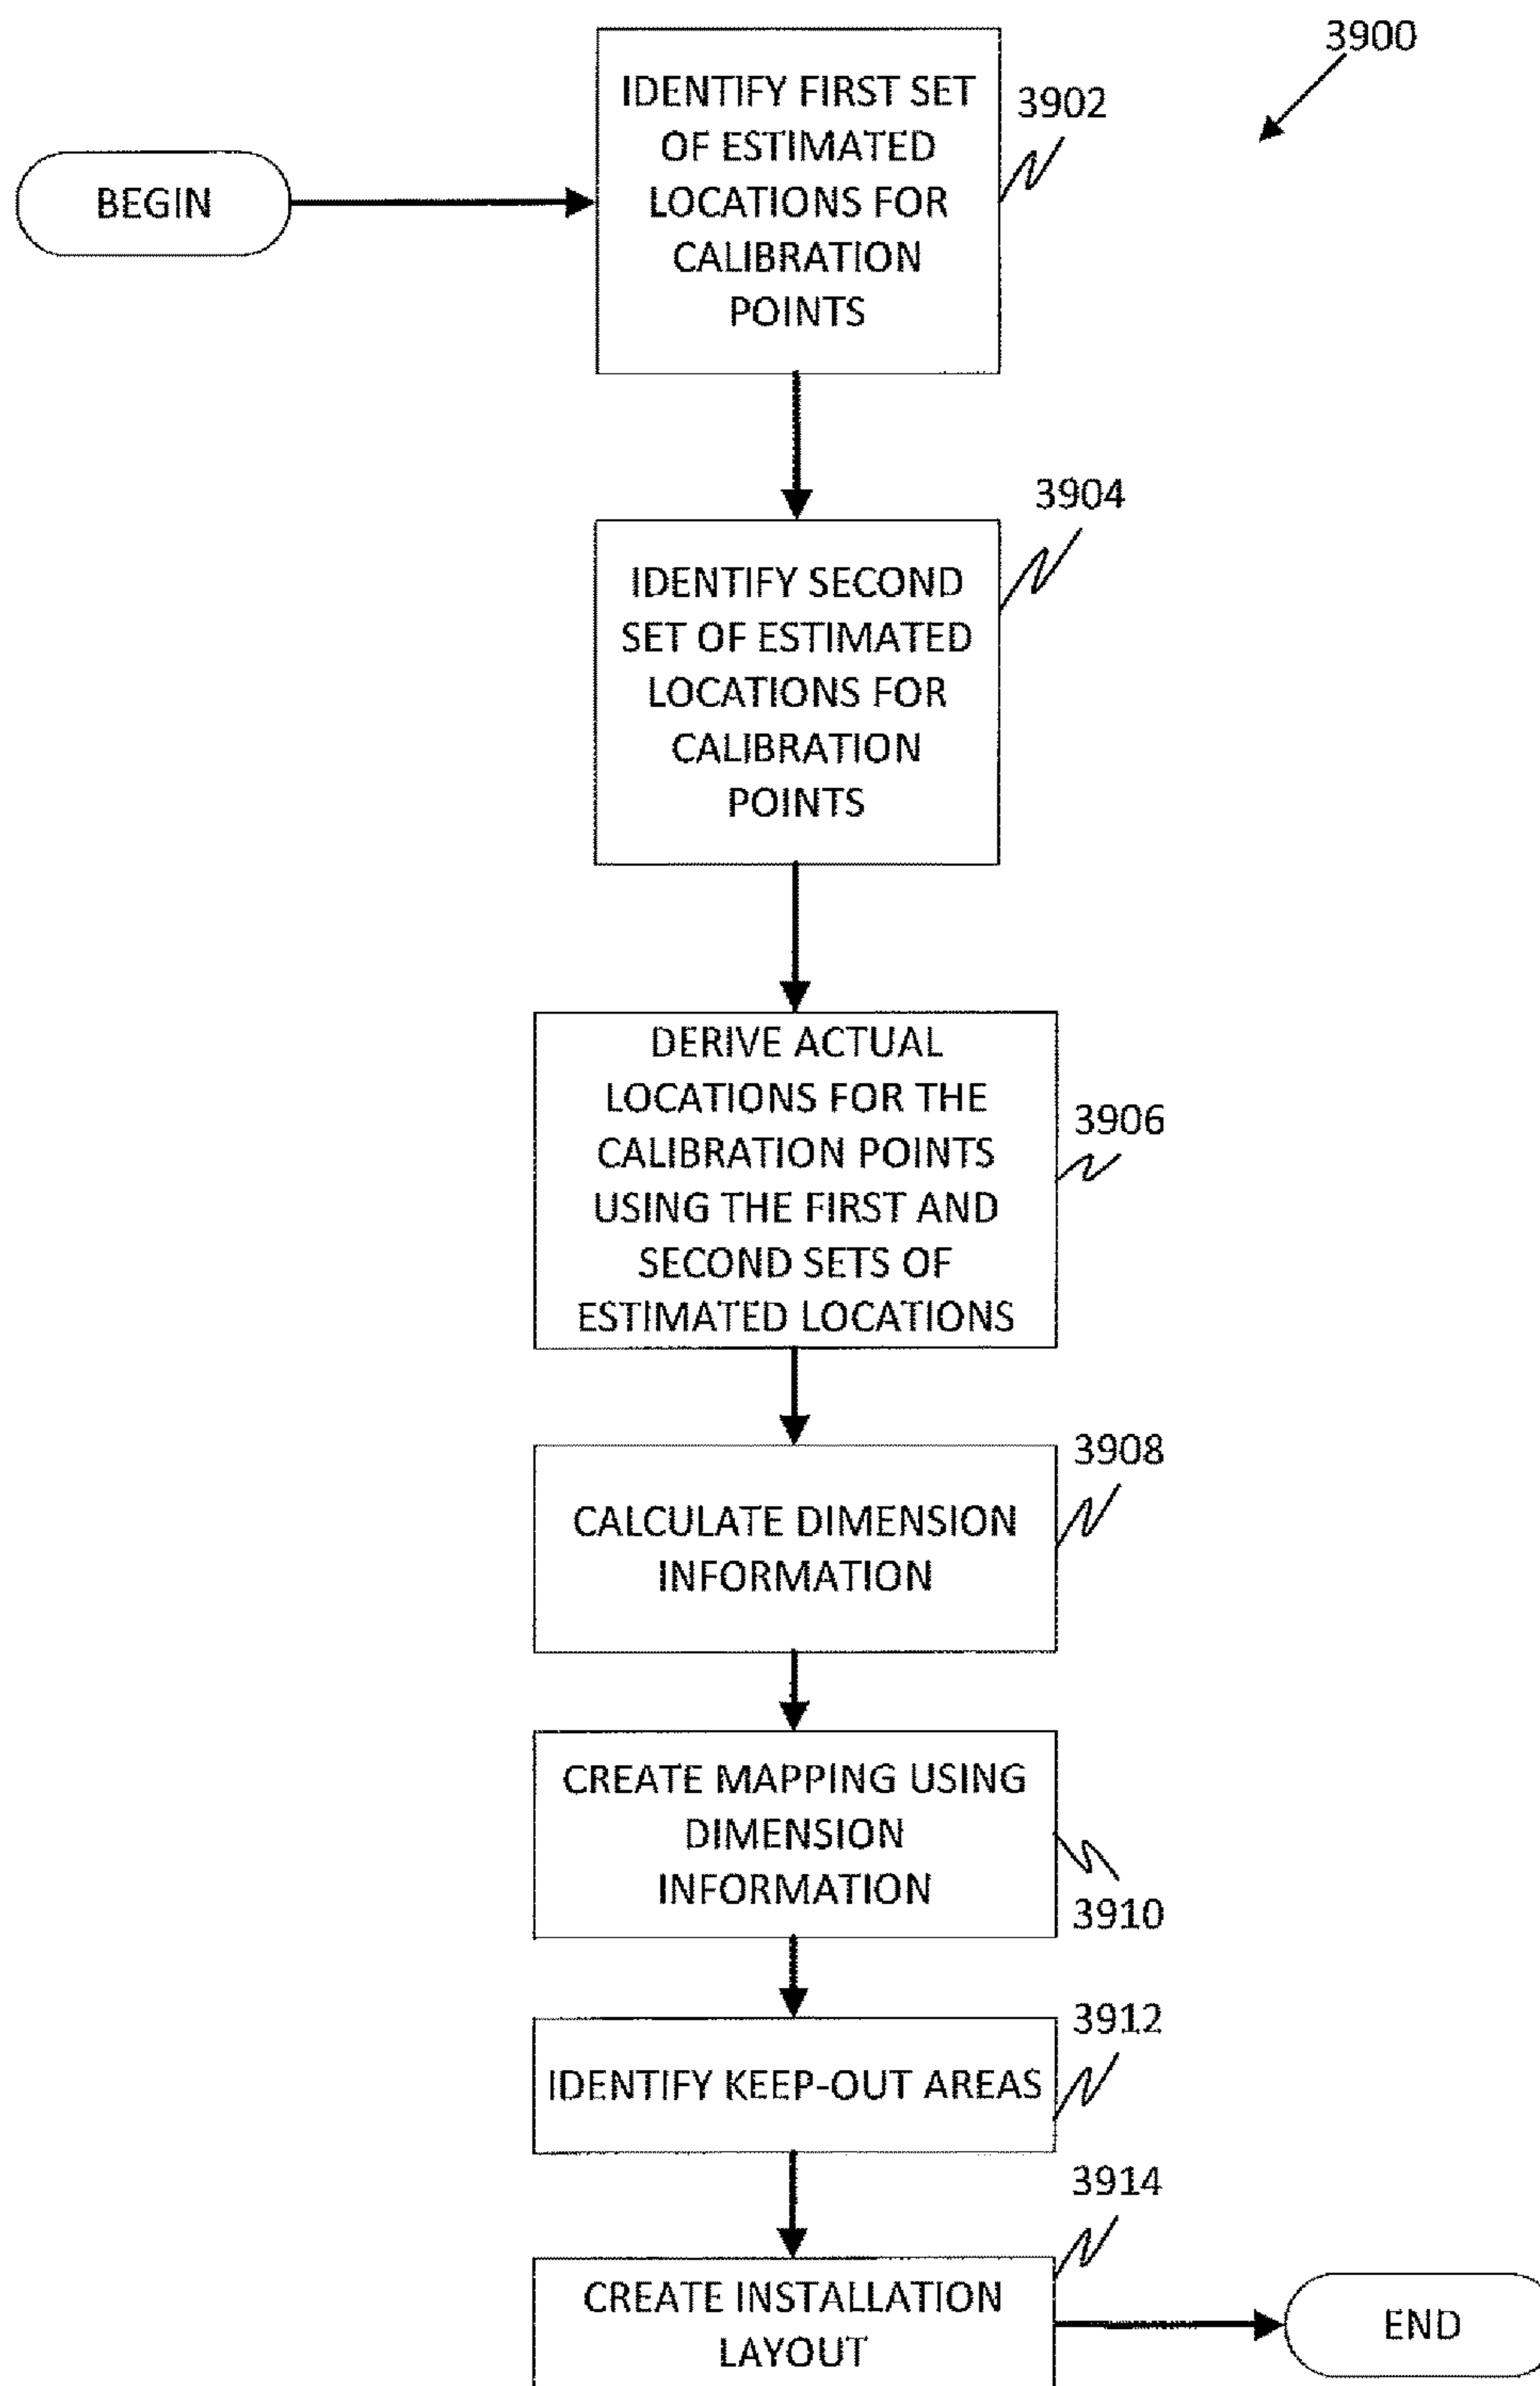 3900
BEGIN
IDENTIFY FIRST SET
OF ESTIMATED
LOCATIONS FOR
CALIBRATION
POINTS
3902
IDENTIFY SECOND
SET OF ESTIMATED
LOCATIONS FOR
CALIBRATION
POINTS
3904
DERIVE ACTUAL
LOCATIONS FOR THE
CALIBRATION POINTS
USING THE FIRST AND
SECOND SETS OF
ESTIMATED LOCATIONS
3906
CALCULATE DIMENSION
INFORMATION
3908
CREATE MAPPING USING
DIMENSION
INFORMATION
3910
IDENTIFY KEEP-OUT AREAS
3912
CREATE INSTALLATION
LAYOUT
3914
END